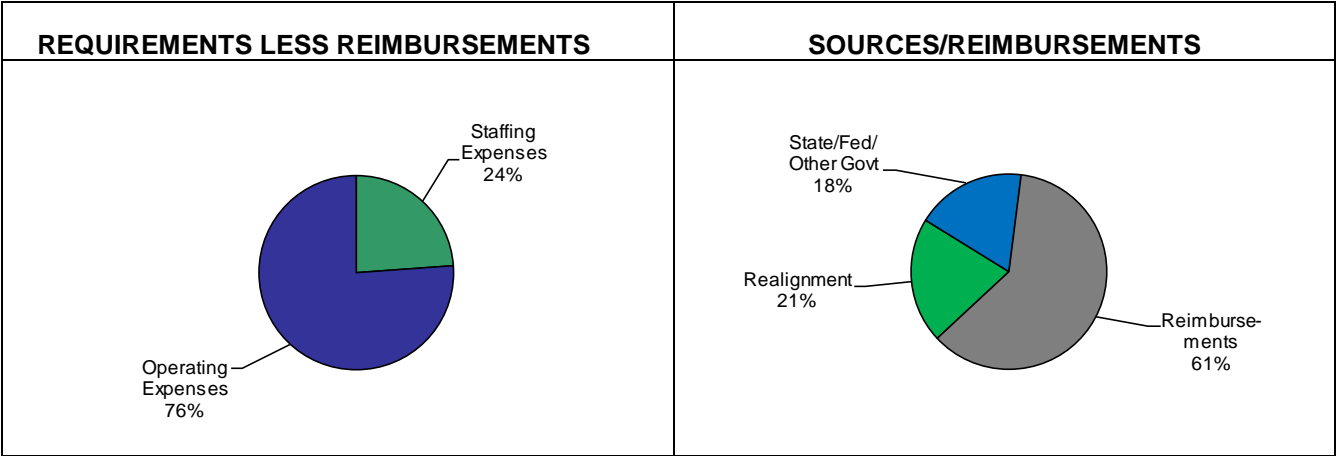 REQUIREMENTS LESS REIMBURSEMENTS
Staffing
Expenses
24%
Operating
Expenses
76%
SOURCES/REIMBURSEMENTS
State/Fed/
Other Govt
18%
Realignment
21%
Reimburse-
ments
61%